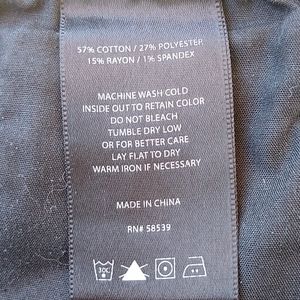 57% COTTON / 27% POLYESTER
15% RAYON / 1% SPANDEX
MACHINE WASH COLD
INSIDE OUT TO RETAIN COLOR
DO NOT BLEACH
TUMBLE DRY LOW
OR FOR BETTER CARE
LAY FLAT TO DRY
WARM IRON IF NECESSARY
MADE IN CHINA
RN# 58539
30C